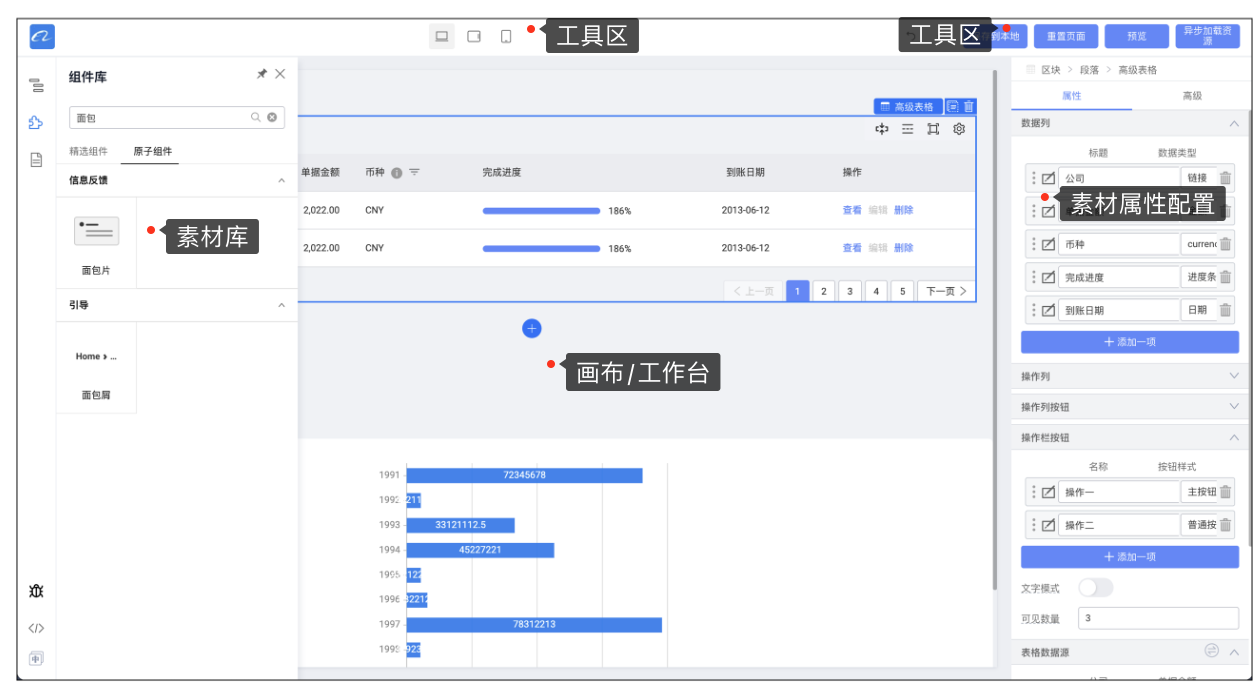 工具区
工具区
存到本地
重置页面
预览
异步加载资
源
组件库
面包
精选组件
原子组件
信息反馈
面包片
素材库
引导
Home › ...
面包屑
高级表格
单据金额 币种 完成进度 到账日期 操作
2,022.00 CNY 186% 2013-06-12 查看 编辑 删除
2,022.00 CNY 186% 2013-06-12 查看 编辑 删除
< 上一页 1 2 3 4 5 下一页 >
画布/工作台
1991 72345678
1992 211
1993 33121112.5
1994 45227221
1995 122
1996 32212
1997 78312213
1995 923
区块 > 段落 > 高级表格
属性 高级
数据列
标题 数据类型
公司 链接
素材属性配置
币种 currenc
完成进度 进度条
到账日期 日期
+ 添加一项
操作列
操作列按钮
操作栏按钮
名称 按钮样式
操作一 主按钮
操作二 普通按
+ 添加一项
文字模式
可见数量 3
表格数据源
</>
中